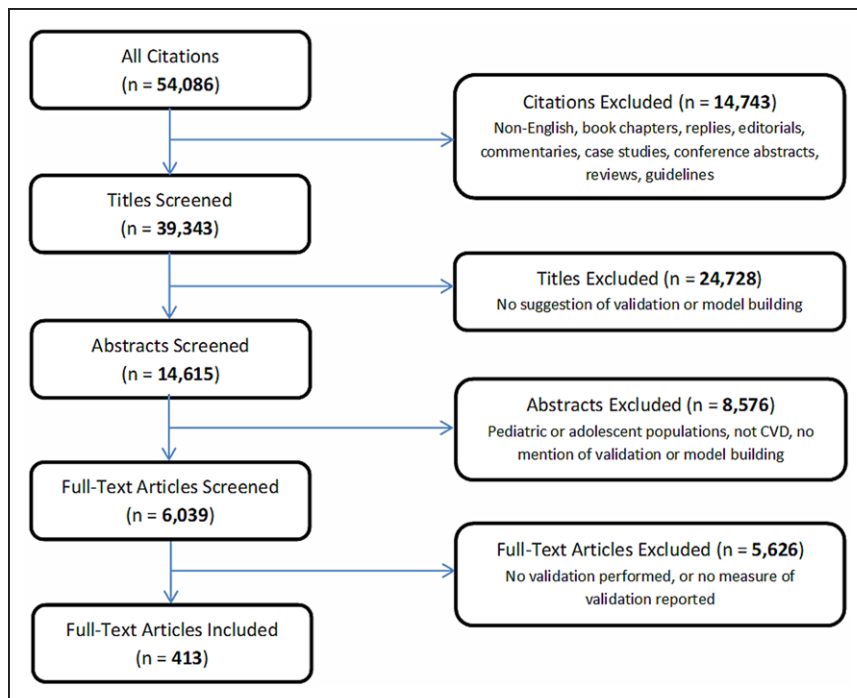 All Citations
(n = 54,086)
Citations Excluded (n = 14,743)
Non-English, book chapters, replies, editorials,
commentaries, case studies, conference abstracts,
reviews, guidelines
Titles Screened
(n = 39,343)
Titles Excluded (n = 24,728)
No suggestion of validation or model building
Abstracts Screened
(n = 14,615)
Abstracts Excluded (n = 8,576)
Pediatric or adolescent populations, not CVD, no
mention of validation or model building
Full-Text Articles Screened
(n = 6,039)
Full-Text Articles Excluded (n = 5,626)
No validation performed, or no measure of
validation reported
Full-Text Articles Included
(n = 413)